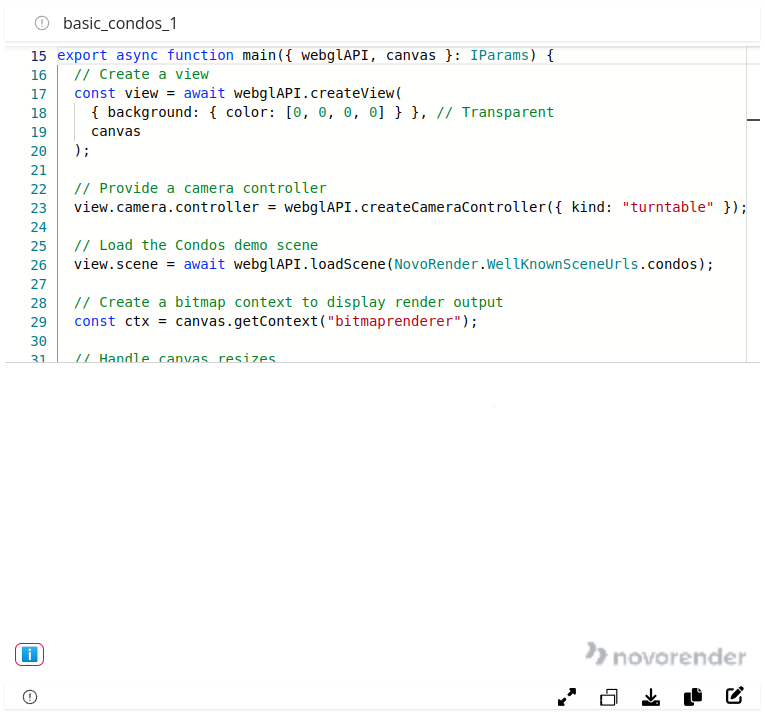 basic_condos_1
15 export async function main({ webglAPI, canvas }: IParams) {
16 // Create a view
17 const view = await webglAPI.createView(
18 { background: { color: [0, 0, 0, 0] } }, // Transparent
19 canvas
20 );
21
22 // Provide a camera controller
23 view.camera.controller = webglAPI.createCameraController({ kind: "turntable" });
24
25 // Load the Condos demo scene
26 view.scene = await webglAPI.loadScene(NovoRender.WellKnownSceneUrls.condos);
27
28 // Create a bitmap context to display render output
29 const ctx = canvas.getContext("bitmaprenderer");
30
31 // Handle canvas resizes
i
novorender